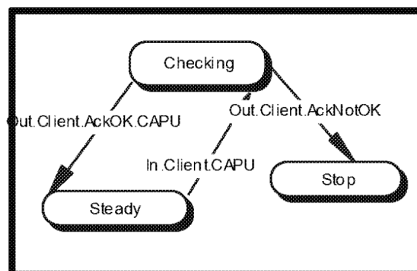 Checking
Out.Client.AckNotOK
Out.Client.AckOK.CAPU
In.Client.CAPU
Stop
Steady